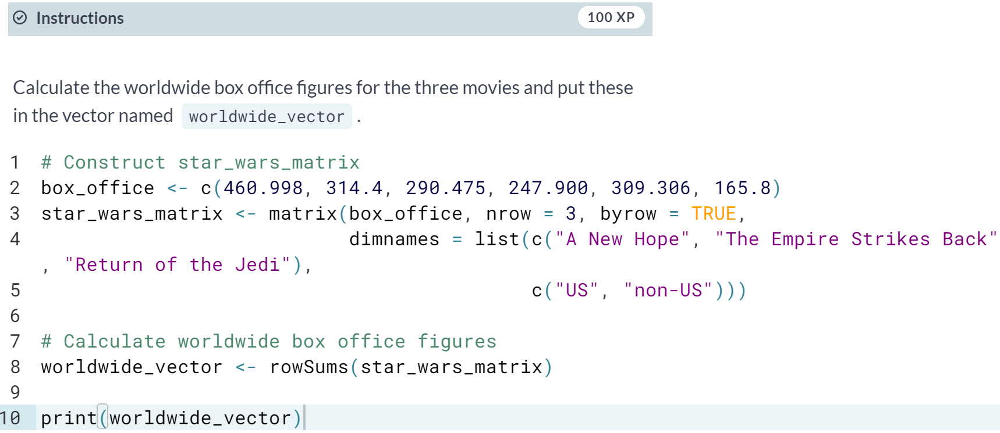 Instructions
100 XP
Calculate the worldwide box office figures for the three movies and put these
in the vector named worldwide_vector .
1 # Construct star_wars_matrix
2 box_office <- c(460.998, 314.4, 290.475, 247.900, 309.306, 165.8)
3 star_wars_matrix <- matrix(box_office, nrow = 3, byrow = TRUE,
4 dimnames = list(c("A New Hope", "The Empire Strikes Back"
, "Return of the Jedi"),
5 c("US", "non-US")))
6
7 # Calculate worldwide box office figures
8 worldwide_vector <- rowSums(star_wars_matrix)
9
10 print(worldwide_vector)